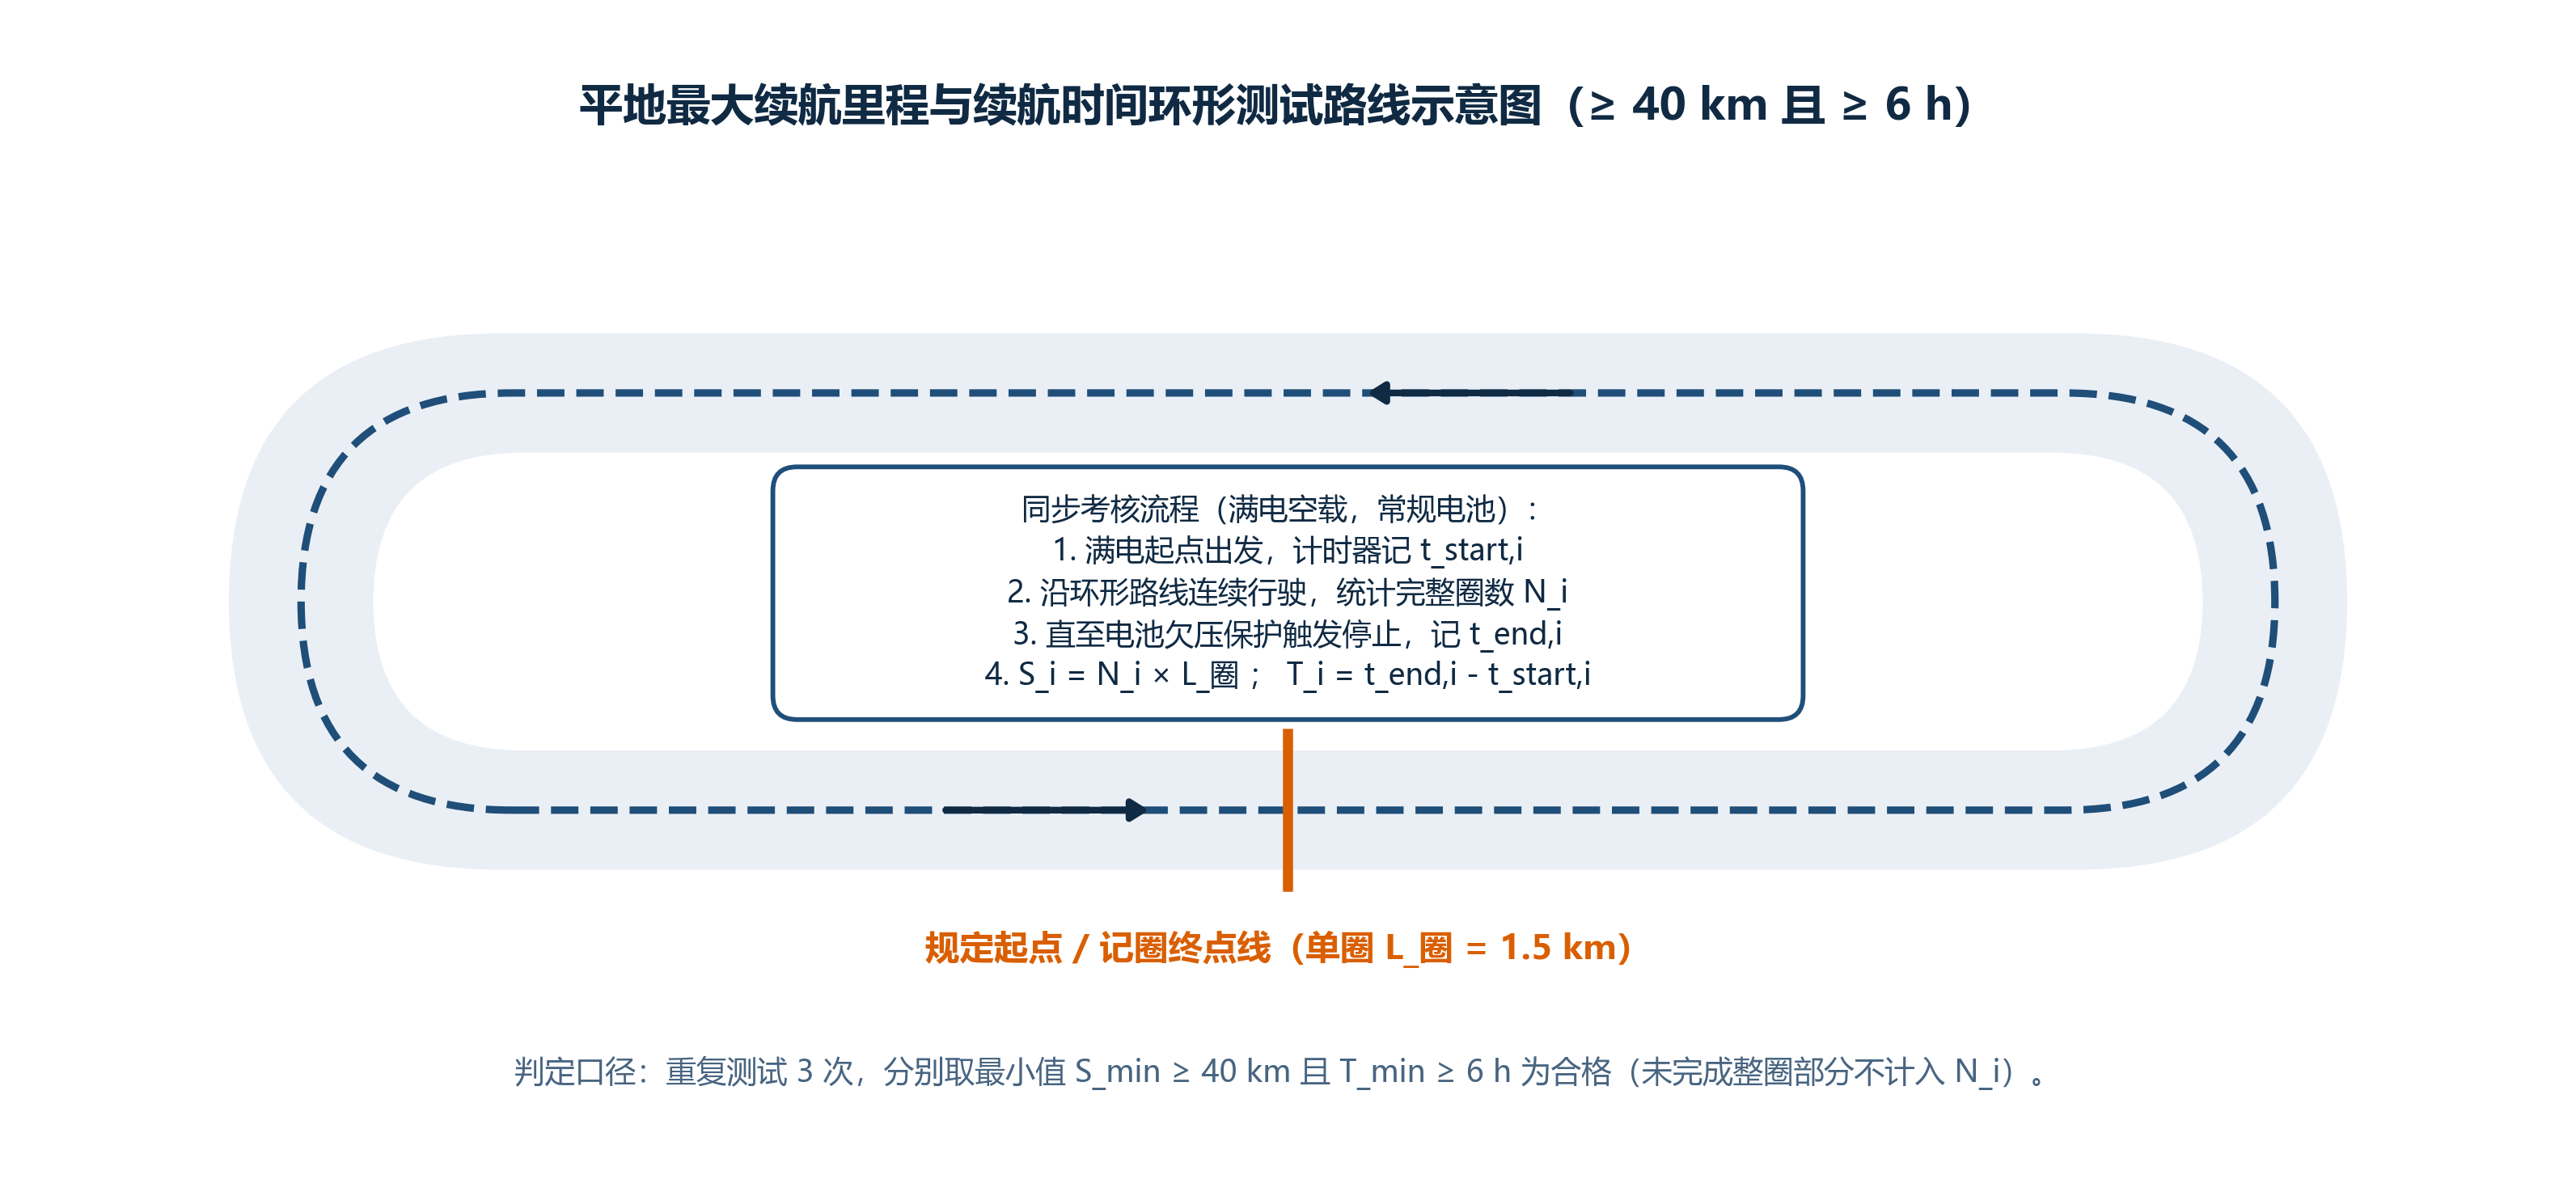 平地最大续航里程与续航时间环形测试路线示意图（≥ 40 km 且 ≥ 6 h）
同步考核流程（满电空载，常规电池）：
1. 满电起点出发，计时器记 t_start,i
2. 沿环形路线连续行驶，统计完整圈数 N_i
3. 直至电池欠压保护触发停止，记 t_end,i
4. S_i = N_i × L_圈 ； T_i = t_end,i - t_start,i
规定起点 / 记圈终点线（单圈 L_圈 = 1.5 km）
判定口径：重复测试 3 次，分别取最小值 S_min ≥ 40 km 且 T_min ≥ 6 h 为合格（未完成整圈部分不计入 N_i）。